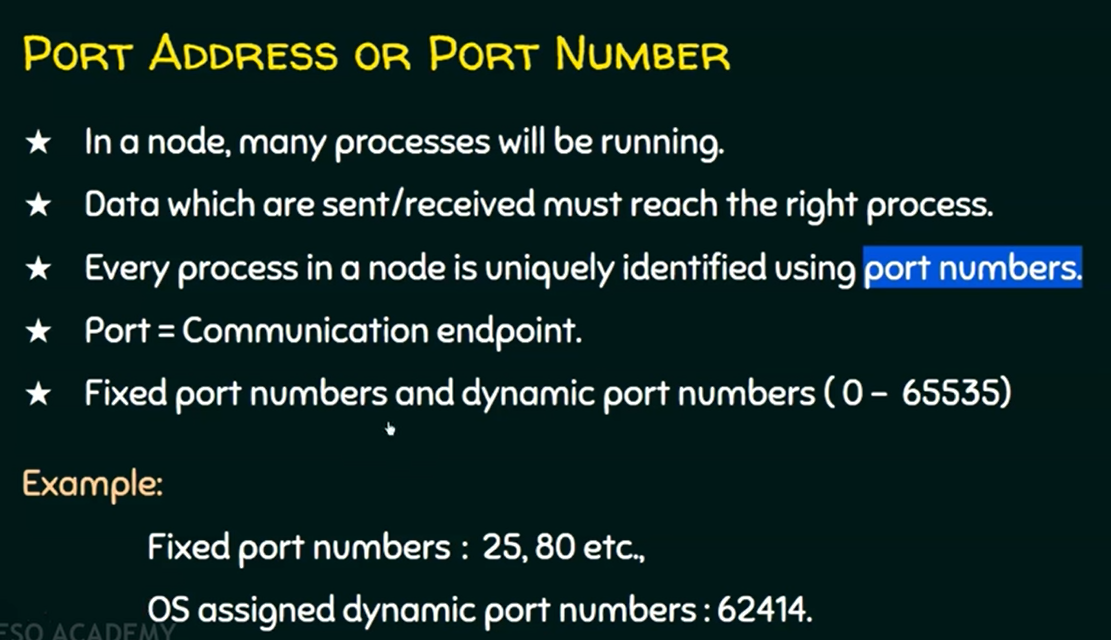 PORT ADDRESS OR PORT NUMBER
★ In a node, many processes will be running.
★ Data which are sent/received must reach the right process.
★ Every process in a node is uniquely identified using port numbers.
★ Port = Communication endpoint.
★ Fixed port numbers and dynamic port numbers ( 0 – 65535)
Example:
Fixed port numbers : 25, 80 etc.,
OS assigned dynamic port numbers : 62414.
ESO ACADEMY